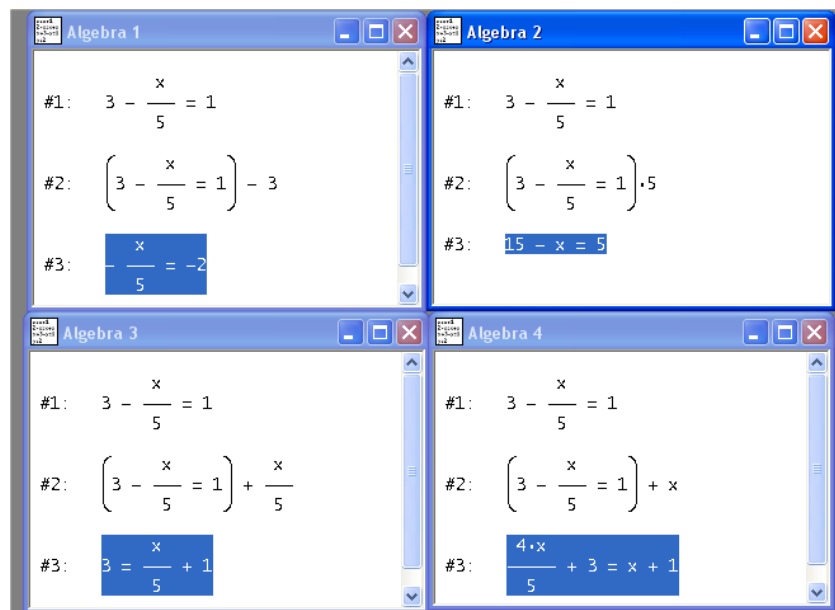 Algebra 1
#1: 3 - x/5 = 1
#2: (3 - x/5 = 1) - 3
#3: - x/5 = -2
Algebra 2
#1: 3 - x/5 = 1
#2: (3 - x/5 = 1)·5
#3: 15 - x = 5
Algebra 3
#1: 3 - x/5 = 1
#2: (3 - x/5 = 1) + x/5
#3: 3 = x/5 + 1
Algebra 4
#1: 3 - x/5 = 1
#2: (3 - x/5 = 1) + x
#3: 4·x/5 + 3 = x + 1